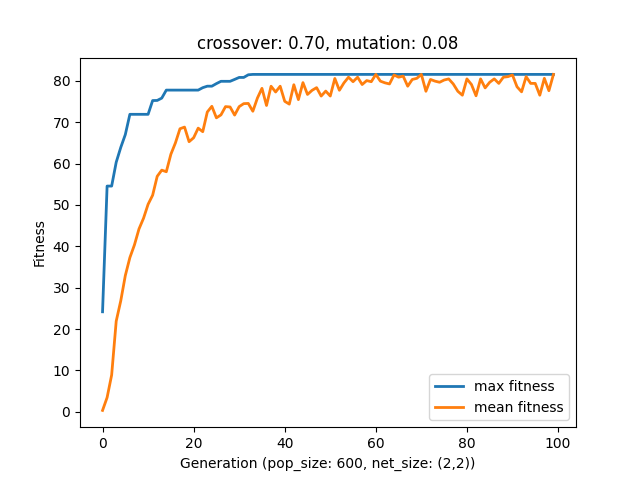 crossover: 0.70, mutation: 0.08
Fitness
80
70
60
50
40
30
20
10
0
0 20 40 60 80 100
max fitness
mean fitness
Generation (pop_size: 600, net_size: (2,2))